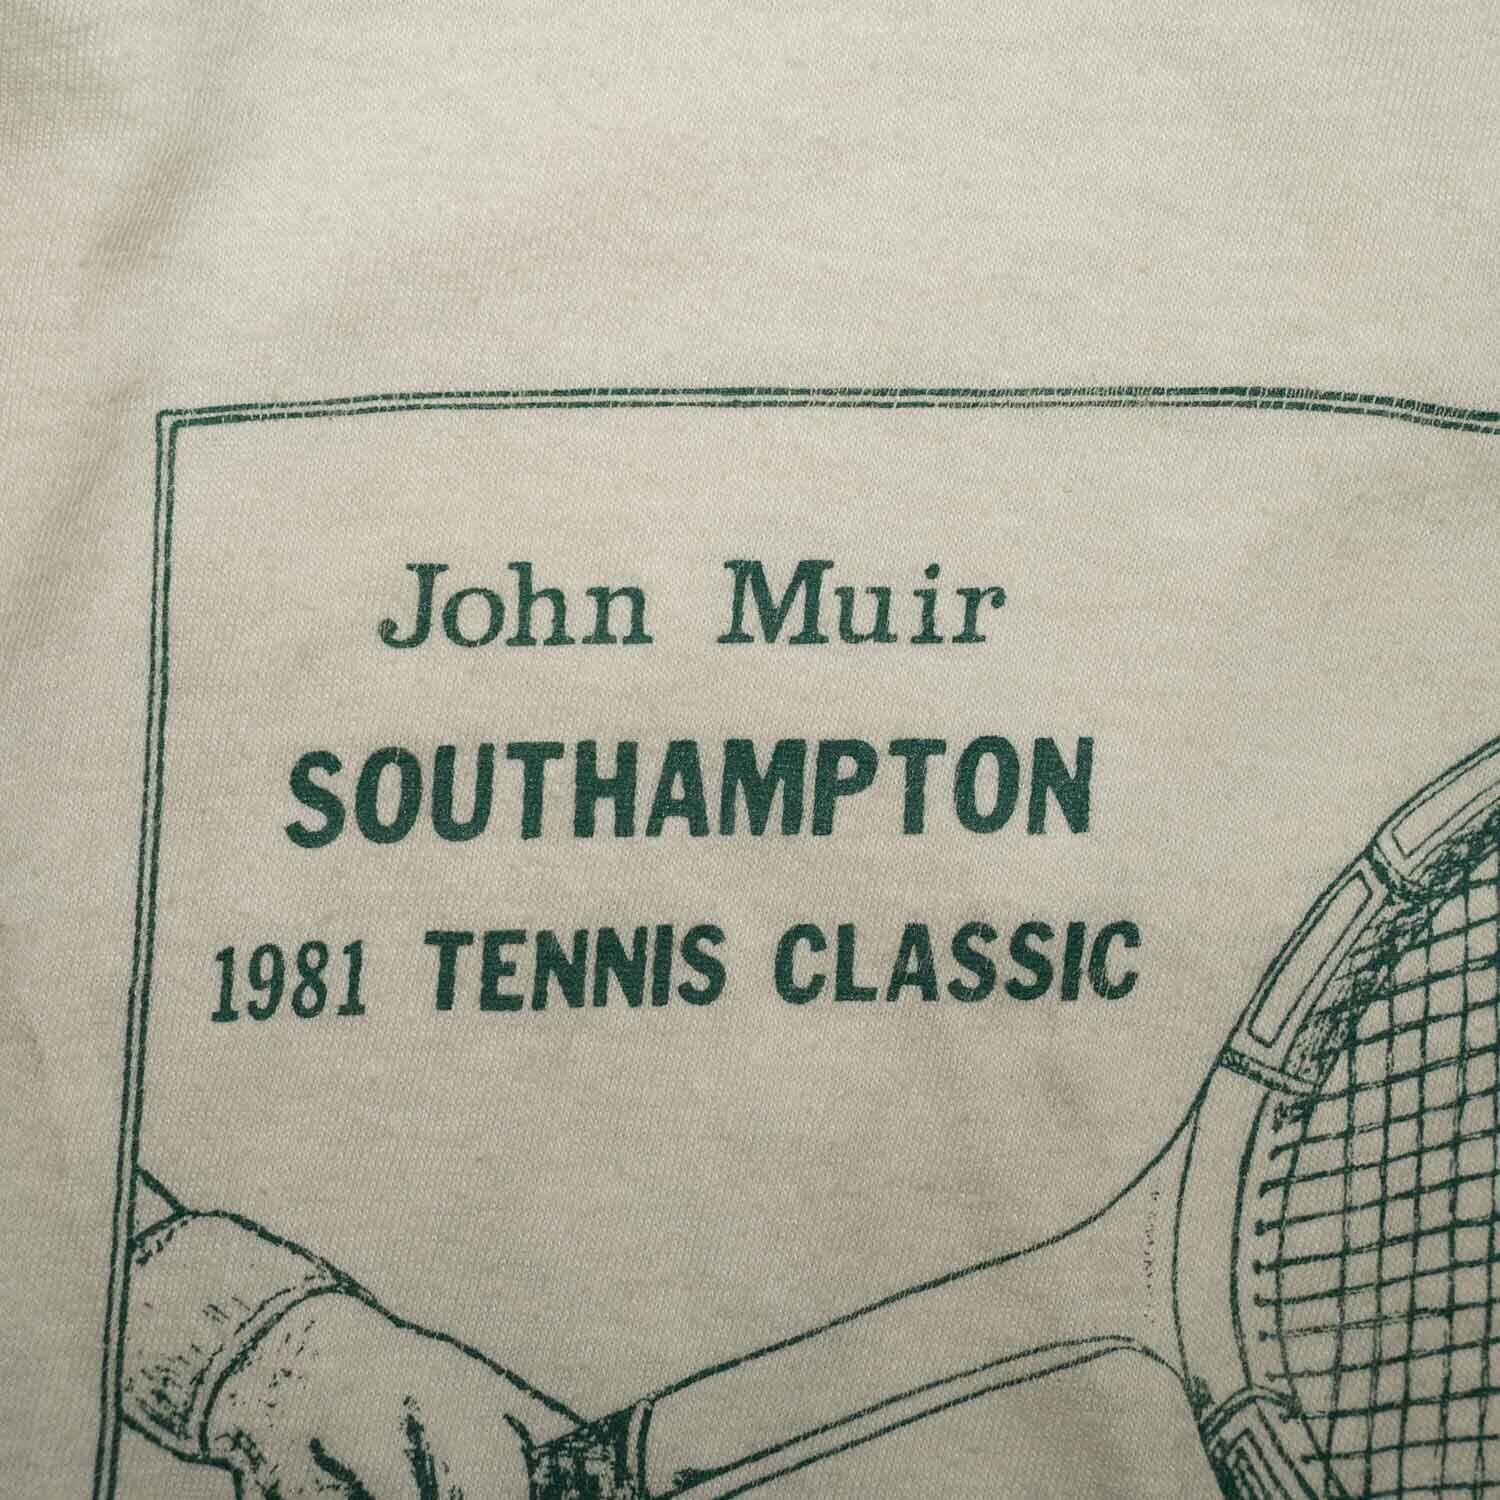 John Muir
SOUTHAMPTON
1981 TENNIS CLASSIC